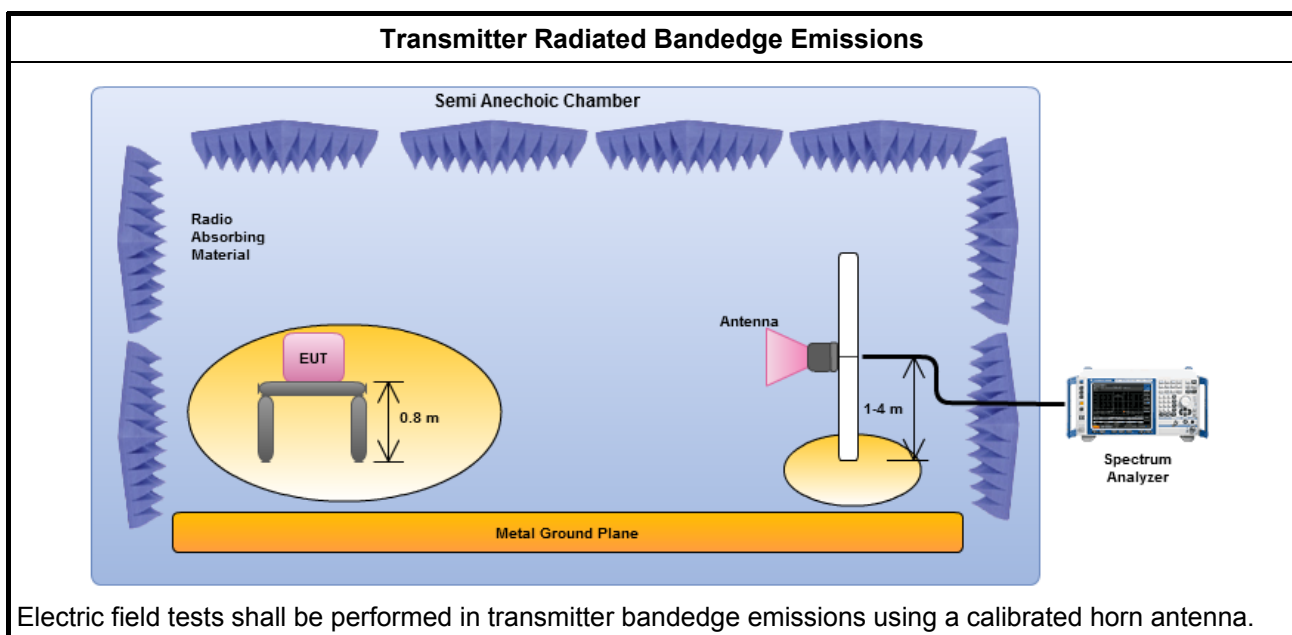 Transmitter Radiated Bandedge Emissions
Semi Anechoic Chamber
Radio
Absorbing
Material
Antenna
EUT
0.8 m
1-4 m
Spectrum
Analyzer
Metal Ground Plane
Electric field tests shall be performed in transmitter bandedge emissions using a calibrated horn antenna.